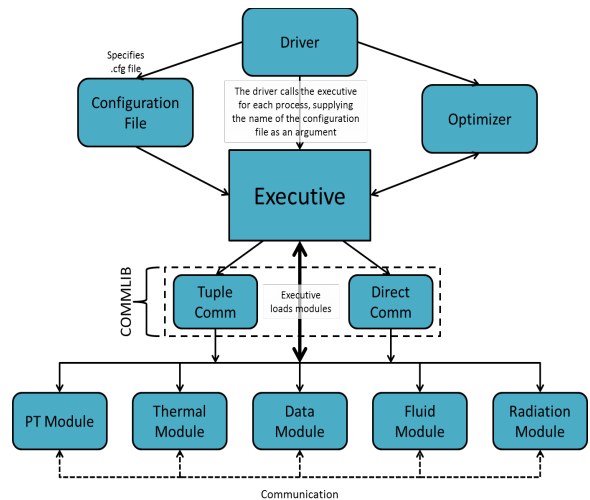 Driver
Specifies
.cfg file
Configuration
File
The driver calls the executive
for each process, supplying
the name of the configuration
file as an argument
Optimizer
Executive
COMMLIB
Tuple
Comm
Executive
loads modules
Direct
Comm
PT Module
Thermal
Module
Data
Module
Fluid
Module
Radiation
Module
Communication